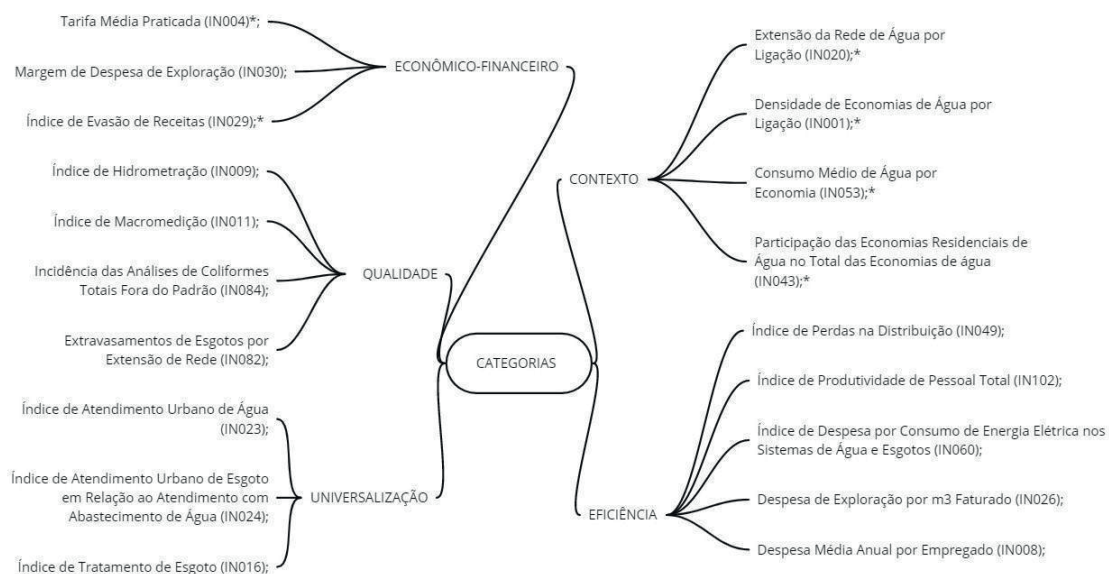 Tarifa Média Praticada (IN004)*;
Margem de Despesa de Exploração (IN030);
Índice de Evasão de Receitas (IN029);*
ECONÔMICO-FINANCEIRO
Índice de Hidrometração (IN009);
Índice de Macromedição (IN011);
Incidência das Análises de Coliformes
Totais Fora do Padrão (IN084);
Extravasamentos de Esgotos por
Extensão de Rede (IN082);
QUALIDADE
Índice de Atendimento Urbano de Água
(IN023);
Índice de Atendimento Urbano de Esgoto
em Relação ao Atendimento com
Abastecimento de Água (IN024);
Índice de Tratamento de Esgoto (IN016);
UNIVERSALIZAÇÃO
CATEGORIAS
CONTEXTO
Extensão da Rede de Água por
Ligação (IN020);*
Densidade de Economias de Água por
Ligação (IN001);*
Consumo Médio de Água por
Economia (IN053);*
Participação das Economias Residenciais de
Água no Total das Economias de água
(IN043);*
EFICIÊNCIA
Índice de Perdas na Distribuição (IN049);
Índice de Produtividade de Pessoal Total (IN102);
Índice de Despesa por Consumo de Energia Elétrica nos
Sistemas de Água e Esgotos (IN060);
Despesa de Exploração por m3 Faturado (IN026);
Despesa Média Anual por Empregado (IN008);